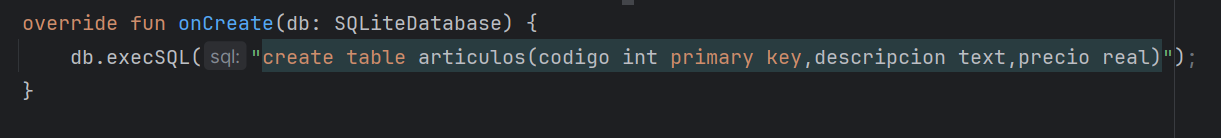 override fun onCreate(db: SQLiteDatabase) {
db.execSQL( sql: "create table articulos(codigo int primary key,descripcion text,precio real)");
}